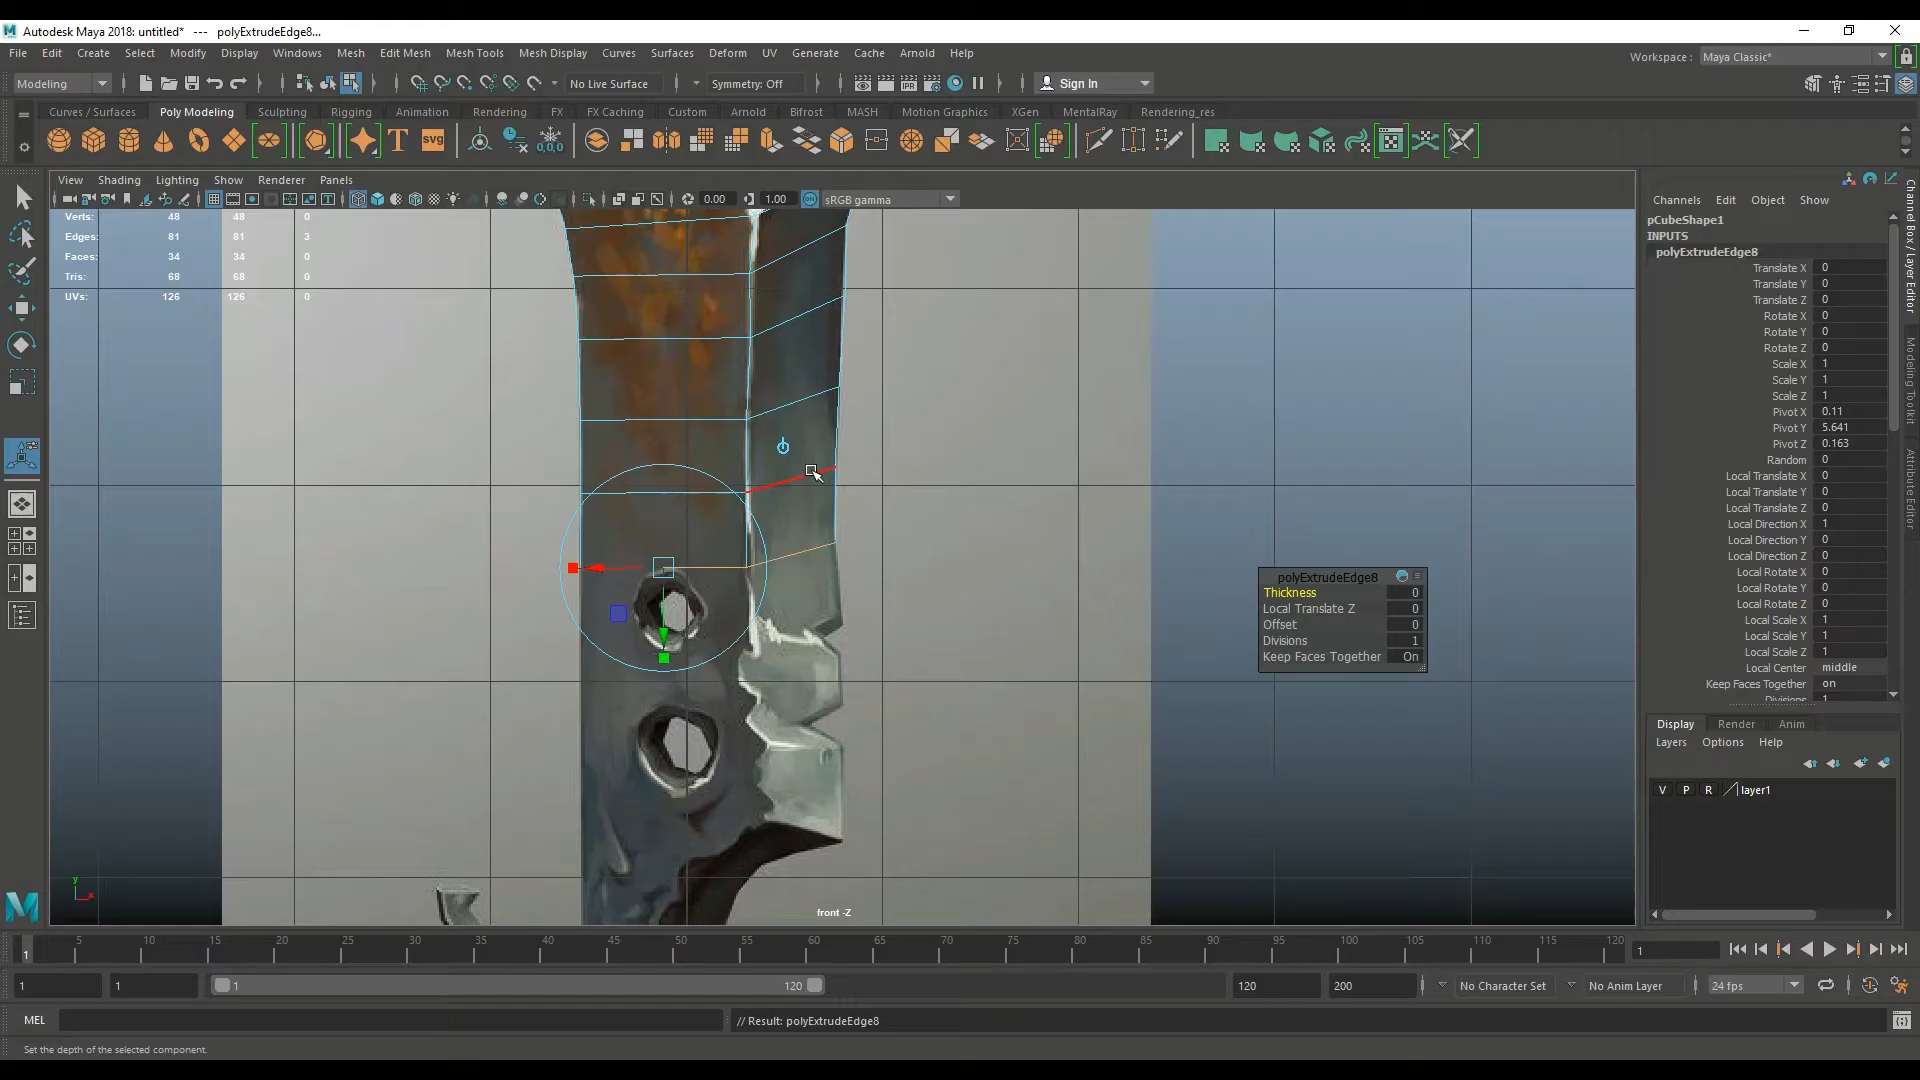 Autodesk Maya 2018: untitled*   ---   polyExtrudeEdge8...
File Edit Create Select Modify Display Windows Mesh Edit Mesh Mesh Tools Mesh Display Curves Surfaces Deform UV Generate Cache Arnold Help
Workspace : Maya Classic*
Modeling No Live Surface Symmetry: Off Sign In
Curves / Surfaces Poly Modeling Sculpting Rigging Animation Rendering FX FX Caching Custom Arnold Bifrost MASH Motion Graphics XGen MentalRay Rendering_res
View Shading Lighting Show Renderer Panels
0.00 1.00 sRGB gamma
Verts: 48 48 0
Edges: 81 81 3
Faces: 34 34 0
Tris: 68 68 0
UVs: 126 126 0
polyExtrudeEdge8
Thickness 0
Local Translate Z 0
Offset 0
Divisions 1
Keep Faces Together On
front -Z
Channels Edit Object Show
pCubeShape1
INPUTS
polyExtrudeEdge8
Translate X 0
Translate Y 0
Translate Z 0
Rotate X 0
Rotate Y 0
Rotate Z 0
Scale X 1
Scale Y 1
Scale Z 1
Pivot X 0.11
Pivot Y 5.641
Pivot Z 0.163
Random 0
Local Translate X 0
Local Translate Y 0
Local Translate Z 0
Local Direction X 1
Local Direction Y 0
Local Direction Z 0
Local Rotate X 0
Local Rotate Y 0
Local Rotate Z 0
Local Scale X 1
Local Scale Y 1
Local Scale Z 1
Local Center middle
Keep Faces Together on
Divisions 1
Channel Box / Layer Editor
Modeling Toolkit
Attribute Editor
Display Render Anim
Layers Options Help
V P R layer1
1 5 10 15 20 25 30 35 40 45 50 55 60 65 70 75 80 85 90 95 100 105 110 115 120
1
1 1 1 120 120 200 No Character Set No Anim Layer 24 fps
MEL // Result: polyExtrudeEdge8
Set the depth of the selected component.